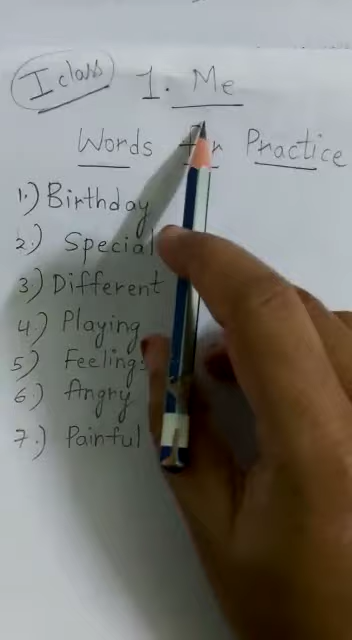 I class
1. Me
Words for Practice
1.) Birthday
2.) Special
3.) Different
4.) Playing
5) Feelings
6.) Angry
7.) Painful